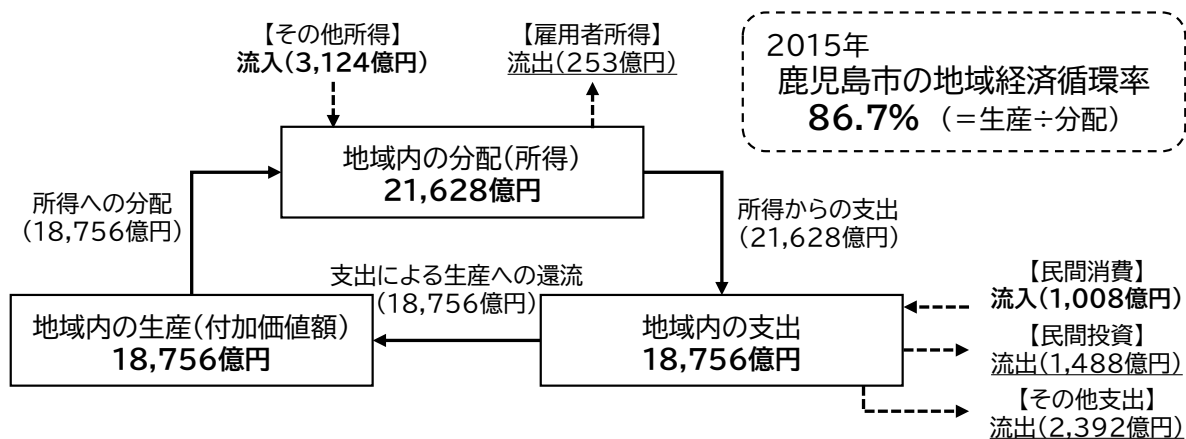 【その他所得】
流入(3,124億円)
【雇用者所得】
流出(253億円)
2015年
鹿児島市の地域経済循環率
86.7% (＝生産÷分配)
地域内の分配(所得)
21,628億円
所得への分配
(18,756億円)
所得からの支出
(21,628億円)
支出による生産への還流
(18,756億円)
地域内の生産(付加価値額)
18,756億円
地域内の支出
18,756億円
【民間消費】
流入(1,008億円)
【民間投資】
流出(1,488億円)
【その他支出】
流出(2,392億円)